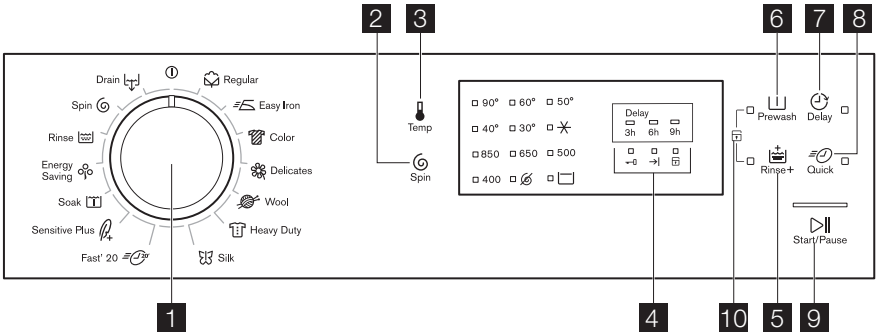 2 3 6 7 8
Drain Regular
Spin Easy Iron
Rinse Color
Energy Saving Delicates
Soak Wool
Sensitive Plus Heavy Duty
Fast' 20 20' Silk
Temp
Spin
90° 60° 50°
40° 30°
850 650 500
400
Delay
3h 6h 9h
Prewash Delay
Rinse+ Quick
Start/Pause
1 4 10 5 9